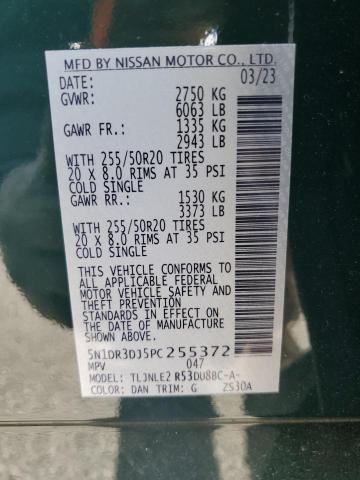 MFD BY NISSAN MOTOR CO., LTD.
DATE: 03/23
GVWR: 2750 KG
6063 LB
GAWR FR.: 1335 KG
2943 LB
WITH 255/50R20 TIRES
20 X 8.0 RIMS AT 35 PSI
COLD SINGLE
GAWR RR.: 1530 KG
3373 LB
WITH 255/50R20 TIRES
20 X 8.0 RIMS AT 35 PSI
COLD SINGLE
THIS VEHICLE CONFORMS TO
ALL APPLICABLE FEDERAL
MOTOR VEHICLE SAFETY AND
THEFT PREVENTION
STANDARDS IN EFFECT ON
THE DATE OF MANUFACTURE
SHOWN ABOVE.
5N1DR3DJ5PC255372
MPV 047
MODEL: TLJNLE2 R53DU8BC-A-
COLOR: DAN TRIM: G ZS30A